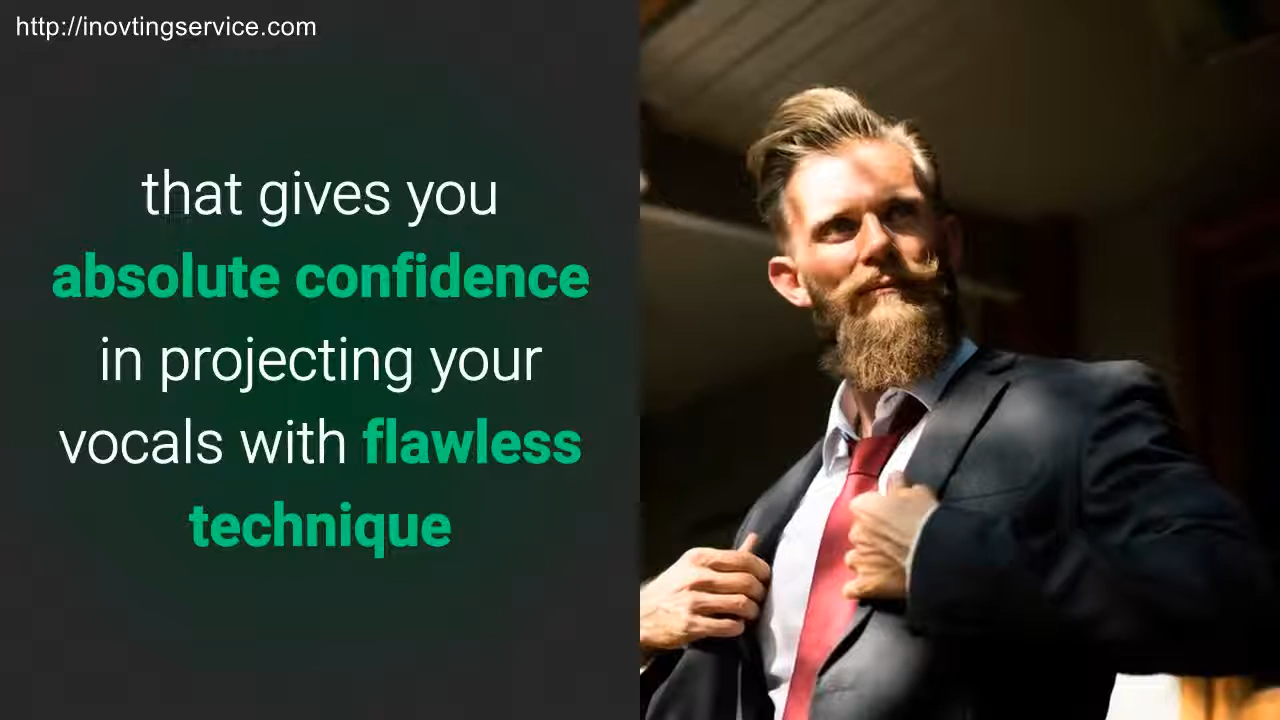 http://inovtingservice.com
that gives you
absolute confidence
in projecting your
vocals with flawless
technique